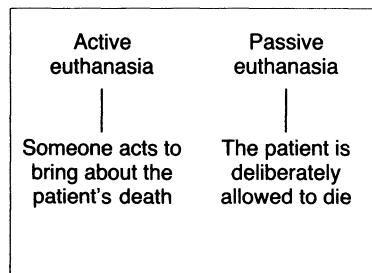 Active
euthanasia
Someone acts to
bring about the
patient's death
Passive
euthanasia
The patient is
deliberately
allowed to die